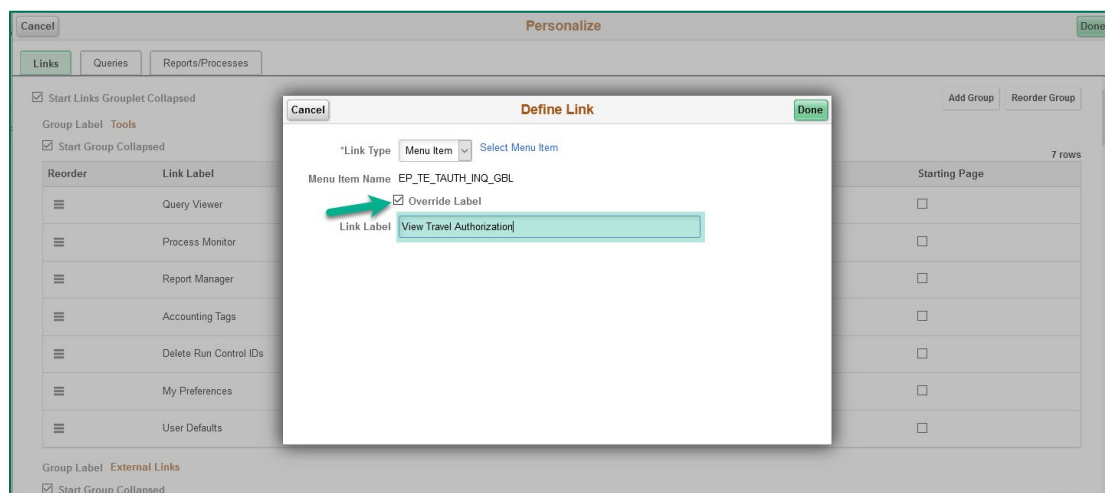 Cancel Personalize Done
Links Queries Reports/Processes
Start Links Grouplet Collapsed
Add Group Reorder Group
Group Label Tools
Start Group Collapsed
7 rows
Reorder Link Label Starting Page
Query Viewer
Process Monitor
Report Manager
Accounting Tags
Delete Run Control IDs
My Preferences
User Defaults
Group Label External Links
Start Group Collapsed
Cancel Define Link Done
*Link Type Menu Item Select Menu Item
Menu Item Name EP_TE_TAUTH_INQ_GBL
Override Label
Link Label View Travel Authorization